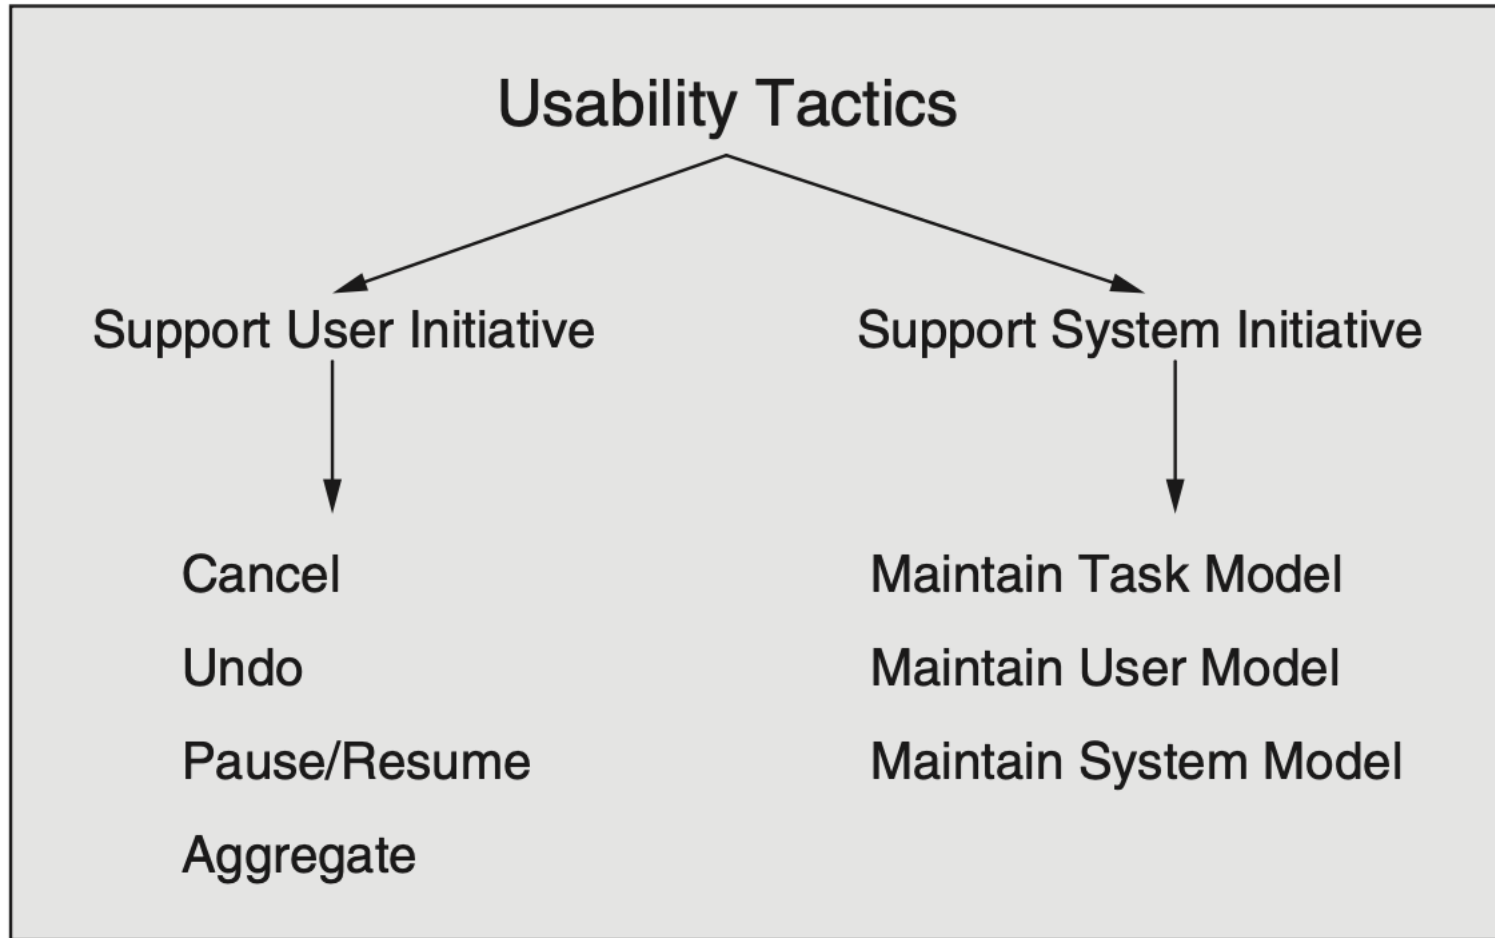 Usability Tactics
Support User Initiative
Support System Initiative
Cancel
Undo
Pause/Resume
Aggregate
Maintain Task Model
Maintain User Model
Maintain System Model